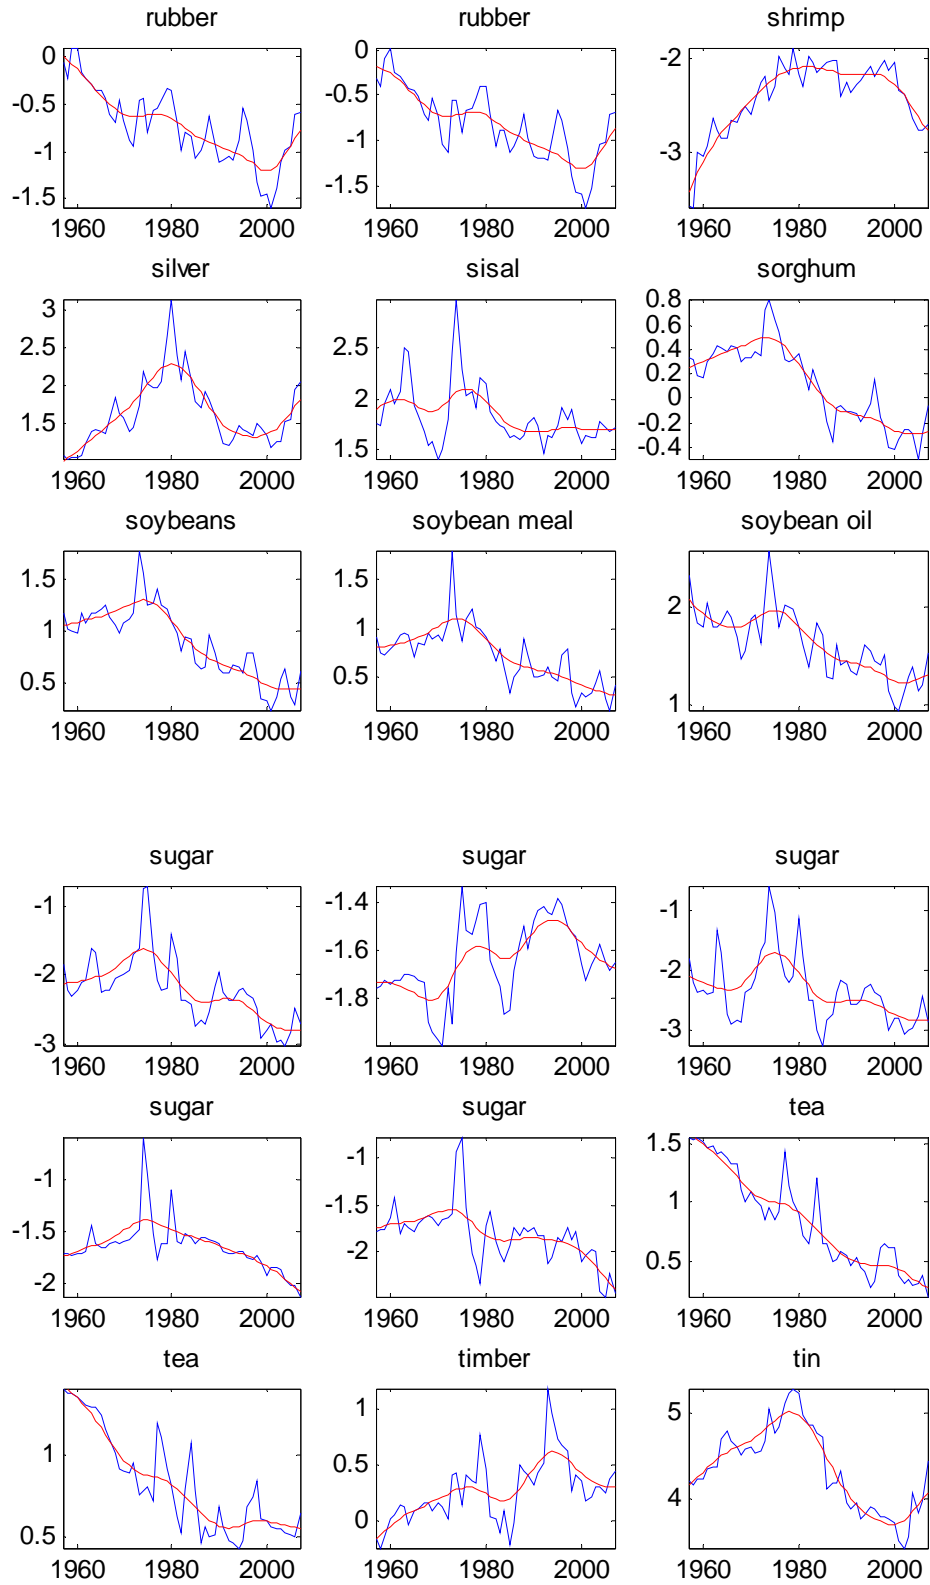 rubber rubber shrimp
0 0 -2
-0.5 -0.5
-1 -1 -3
-1.5 -1.5
1960 1980 2000 1960 1980 2000 1960 1980 2000
silver sisal sorghum
3 2.5 0.8
2.5 2 0.6
2 1.5 0.4
1.5 0.2
0
-0.2
-0.4
1960 1980 2000 1960 1980 2000 1960 1980 2000
soybeans soybean meal soybean oil
1.5 1.5 2
1 1 1
0.5 0.5
1960 1980 2000 1960 1980 2000 1960 1980 2000
sugar sugar sugar
-1 -1.4 -1
-2 -1.6 -2
-3 -1.8 -3
1960 1980 2000 1960 1980 2000 1960 1980 2000
sugar sugar tea
-1 -1 1.5
-1.5 -1.5 1
-2 -2 0.5
1960 1980 2000 1960 1980 2000 1960 1980 2000
tea timber tin
1 1 5
0.5 0.5 4
0
1960 1980 2000 1960 1980 2000 1960 1980 2000